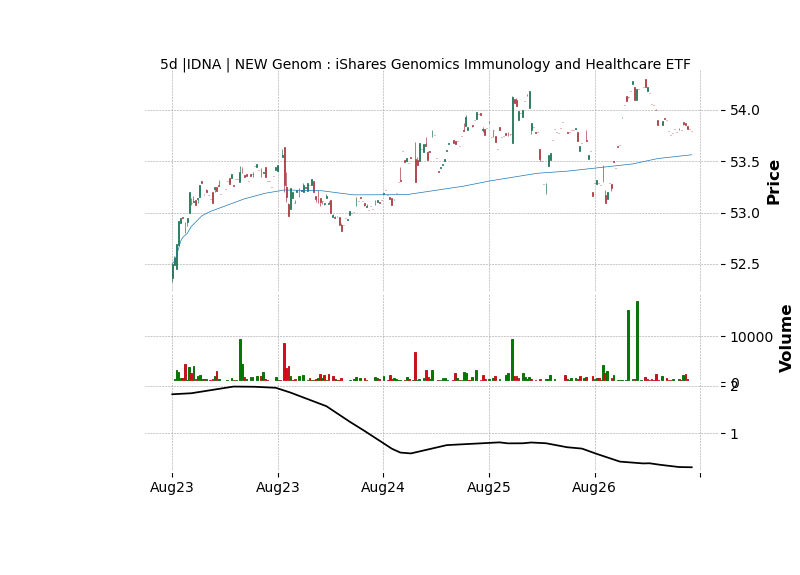 5d |IDNA | NEW Genom : iShares Genomics Immunology and Healthcare ETF
54.0
53.5
53.0
52.5
Price
10000
0
Volume
2
1
Aug23 Aug23 Aug24 Aug25 Aug26